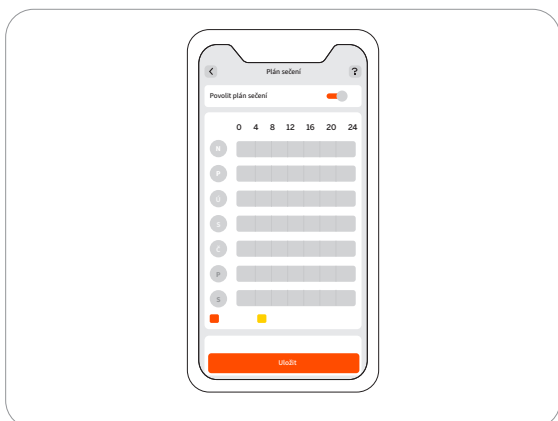 Plán sečení ?
Povolit plán sečení
0 4 8 12 16 20 24
N
P
Ú
S
Č
P
S
Uložit